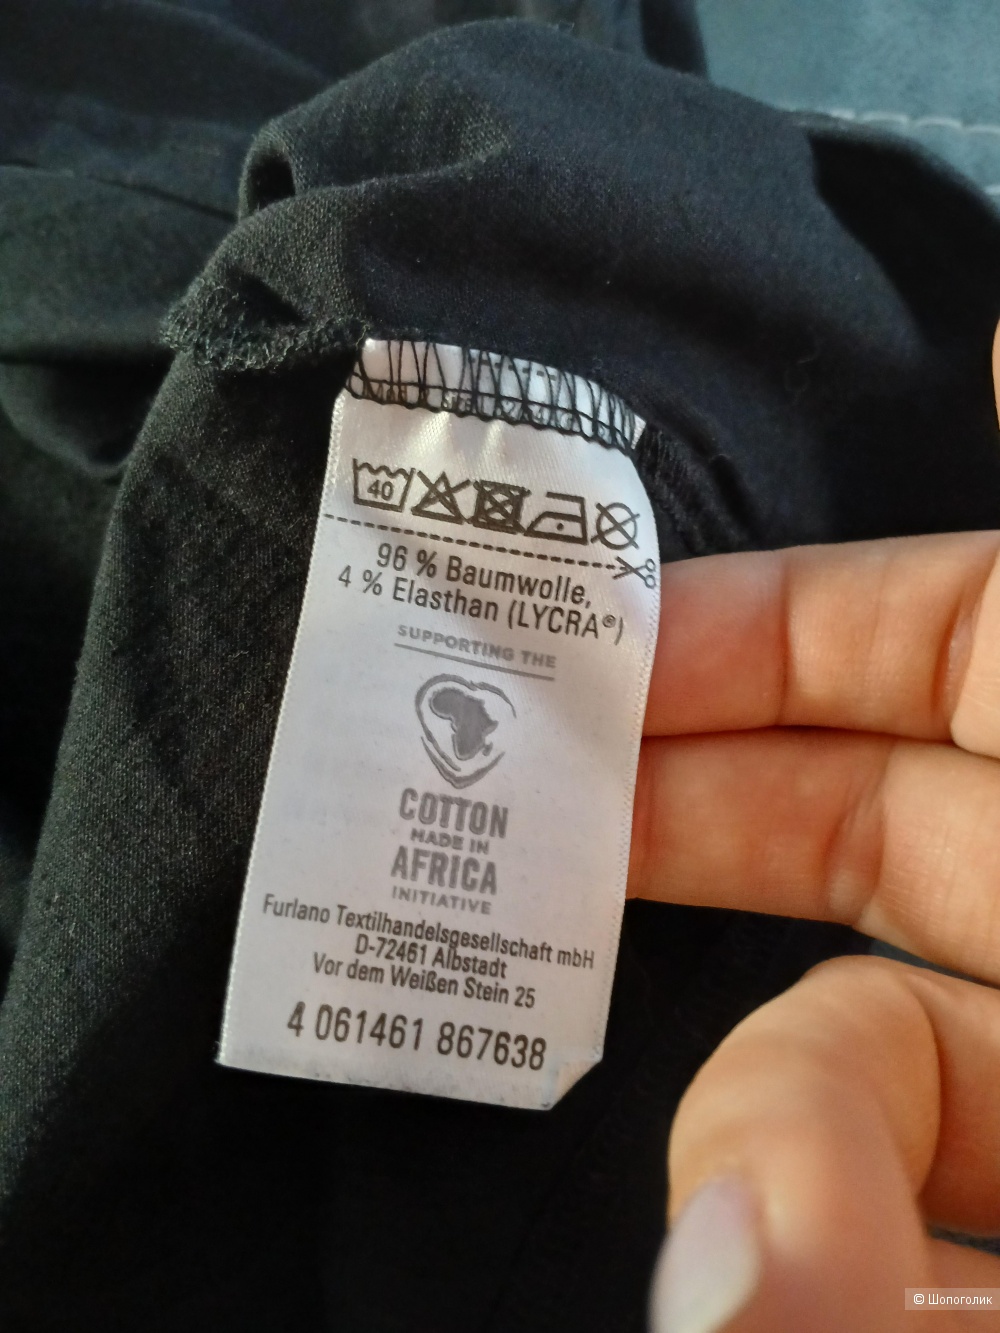 40
96 % Baumwolle,
4 % Elasthan (LYCRA®)
SUPPORTING THE
COTTON
MADE IN
AFRICA
INITIATIVE
Furlano Textilhandelsgesellschaft mbH
D-72461 Albstadt
Vor dem Weißen Stein 25
4 061461 867638
© Шопоголик